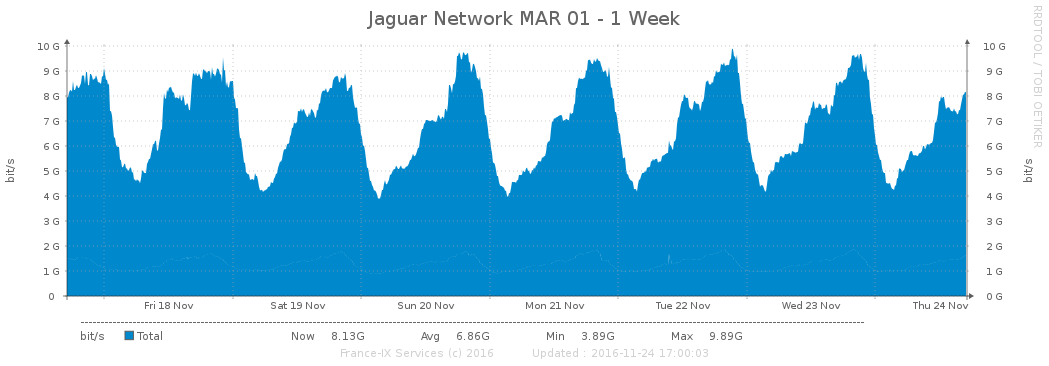 Jaguar Network MAR 01 - 1 Week
RRDTOOL / TOBI OETIKER
bit/s
bit/s
10 G 10 G
9 G 9 G
8 G 8 G
7 G 7 G
6 G 6 G
5 G 5 G
4 G 4 G
3 G 3 G
2 G 2 G
1 G 1 G
0 0 G
Fri 18 Nov Sat 19 Nov Sun 20 Nov Mon 21 Nov Tue 22 Nov Wed 23 Nov Thu 24 Nov
bit/s Total Now 8.13G Avg 6.86G Min 3.89G Max 9.89G
France-IX Services (c) 2016 Updated : 2016-11-24 17:00:03